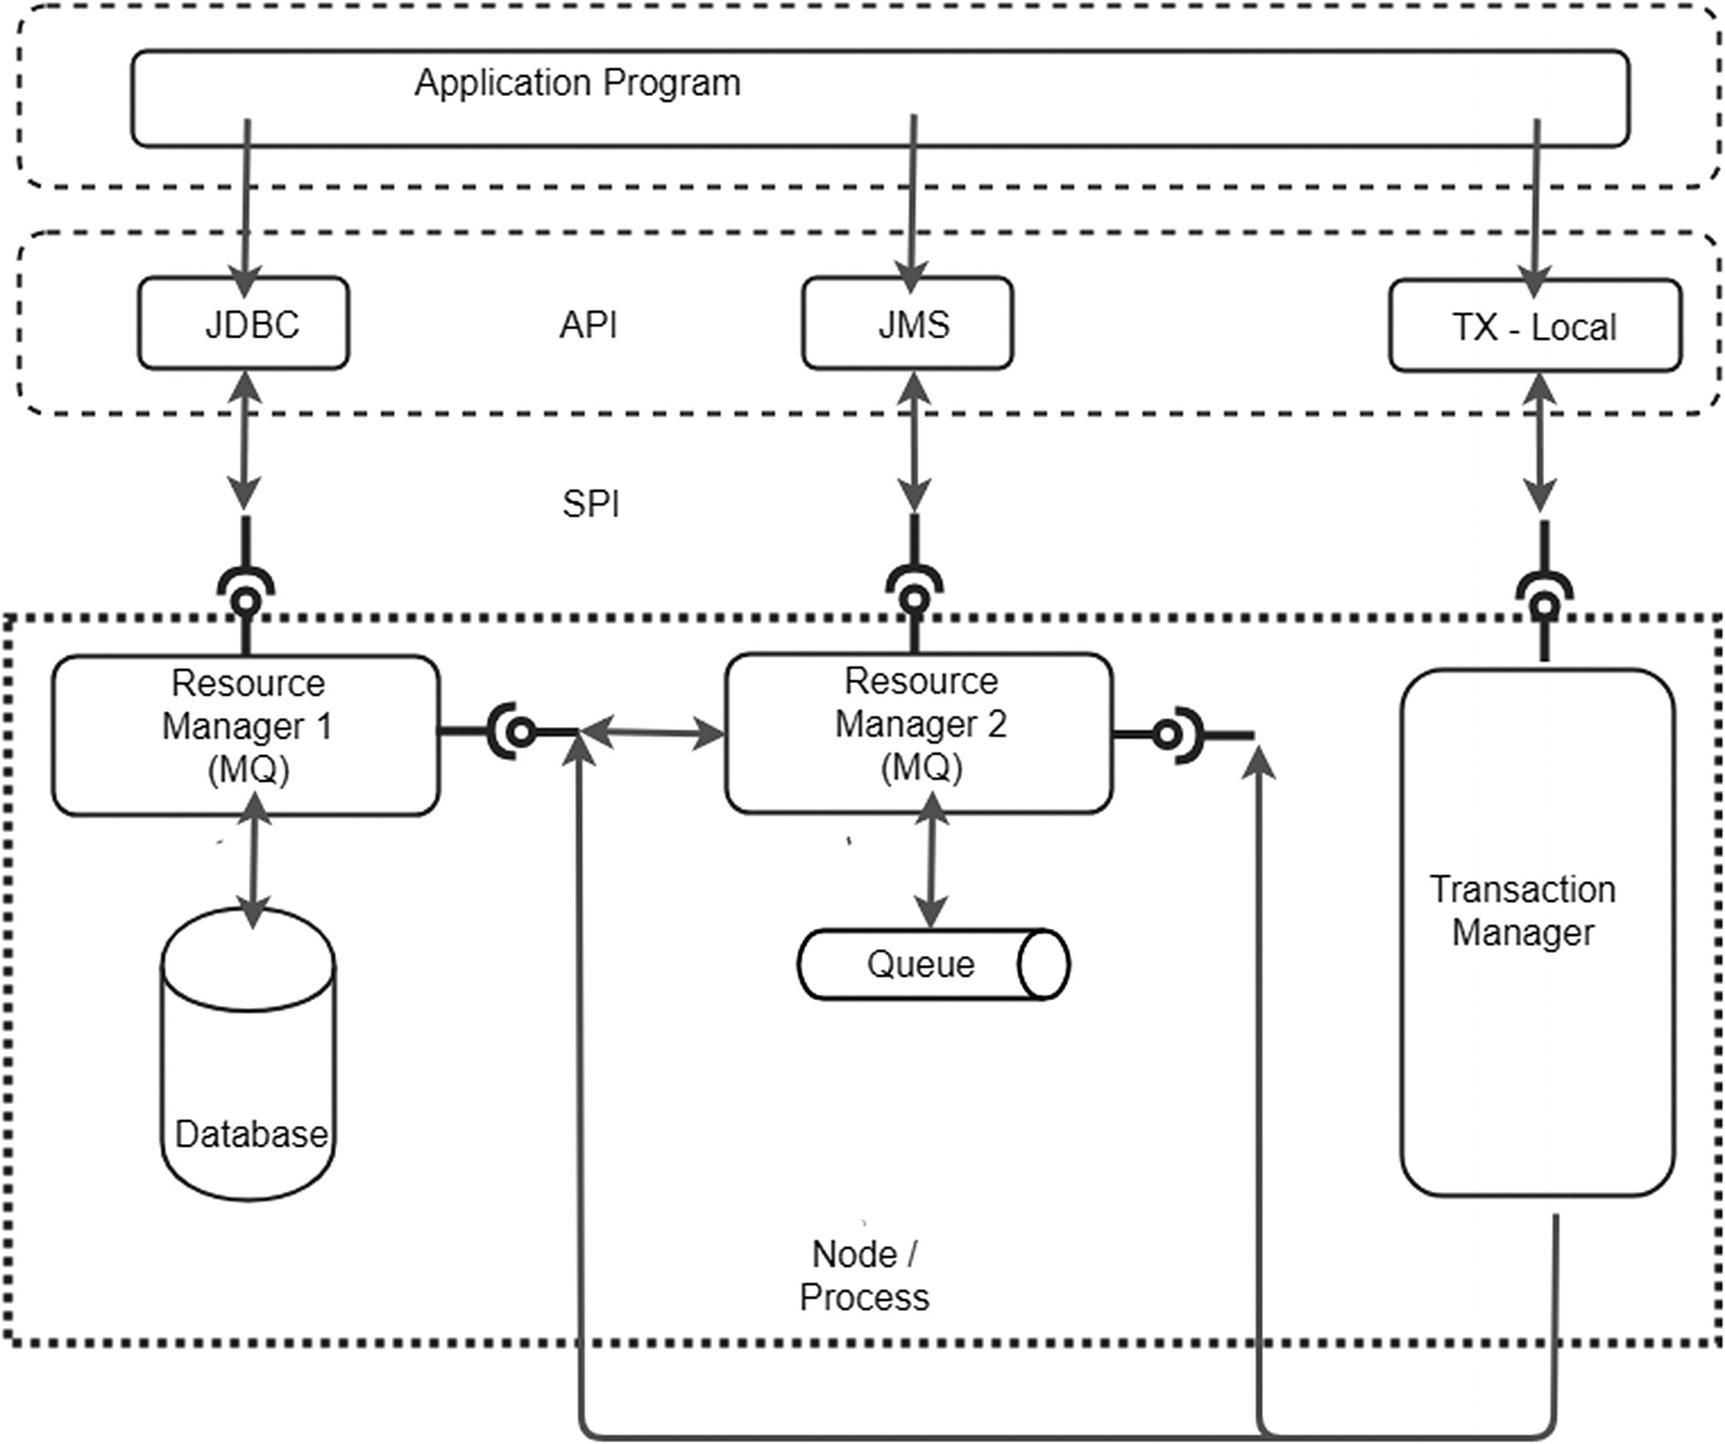 Application Program
JDBC
API
JMS
TX - Local
SPI
Resource
Manager 1
(MQ)
Resource
Manager 2
(MQ)
Transaction
Manager
Queue
Database
Node /
Process